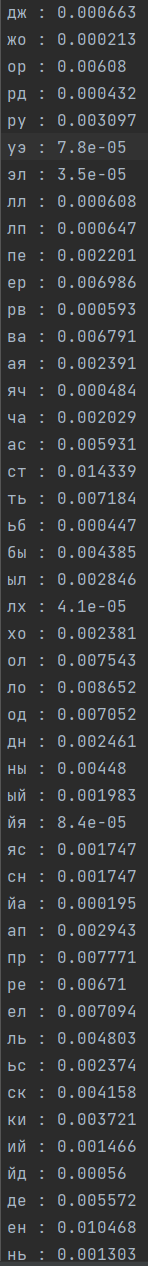 дж : 0.000663
жо : 0.000213
ор : 0.00608
рд : 0.000432
ру : 0.003097
уэ : 7.8e-05
эл : 3.5e-05
лл : 0.000608
лп : 0.000647
пе : 0.002201
ер : 0.006986
рв : 0.000593
ва : 0.006791
ая : 0.002391
яч : 0.000484
ча : 0.002029
ас : 0.005931
ст : 0.014339
ть : 0.007184
ьб : 0.000447
бы : 0.004385
ыл : 0.002846
лх : 4.1e-05
хо : 0.002381
ол : 0.007543
ло : 0.008652
од : 0.007052
дн : 0.002461
ны : 0.00448
ый : 0.001983
йя : 8.4e-05
яс : 0.001747
сн : 0.001747
йа : 0.000195
ап : 0.002943
пр : 0.007771
ре : 0.00671
ел : 0.007094
ль : 0.004803
ьс : 0.002374
ск : 0.004158
ки : 0.003721
ий : 0.001466
йд : 0.00056
де : 0.005572
ен : 0.010468
нь : 0.001303